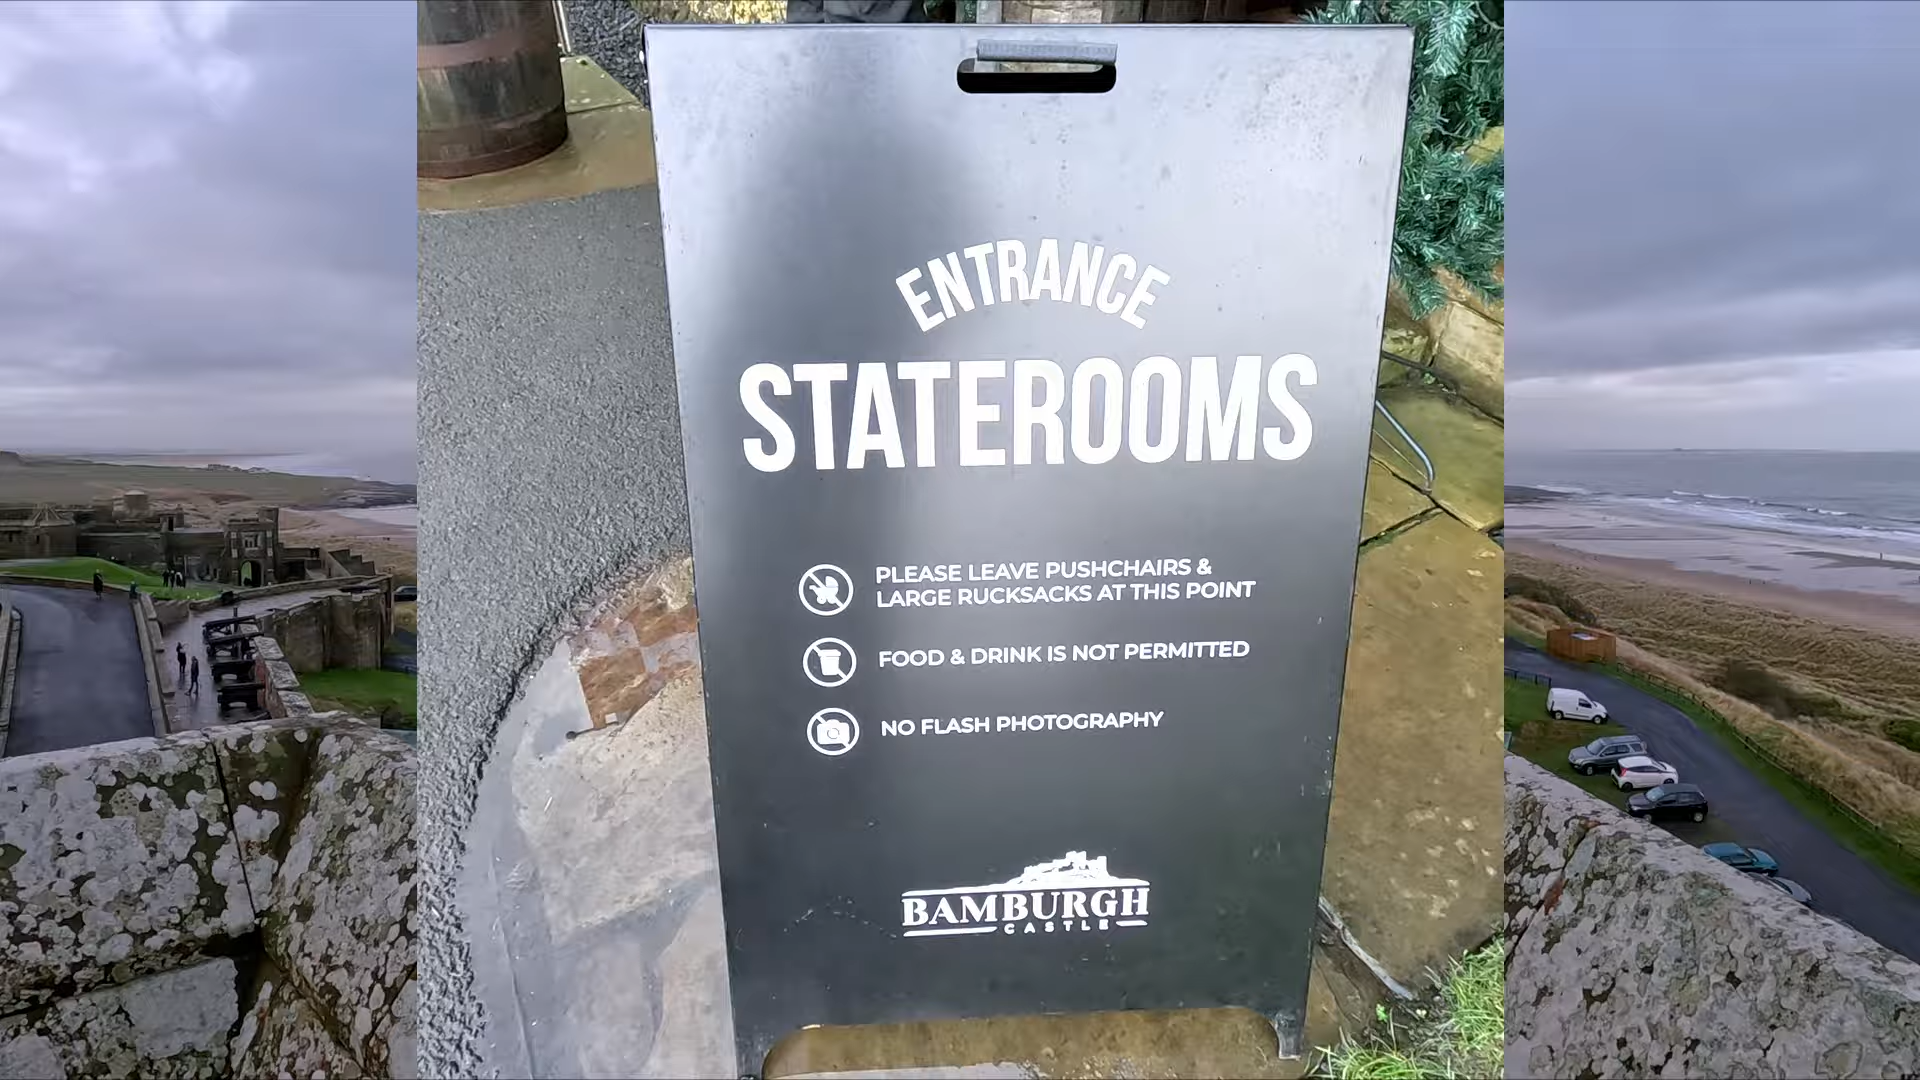 ENTRANCE
STATEROOMS
PLEASE LEAVE PUSHCHAIRS &
LARGE RUCKSACKS AT THIS POINT
FOOD & DRINK IS NOT PERMITTED
NO FLASH PHOTOGRAPHY
BAMBURGH
CASTLE